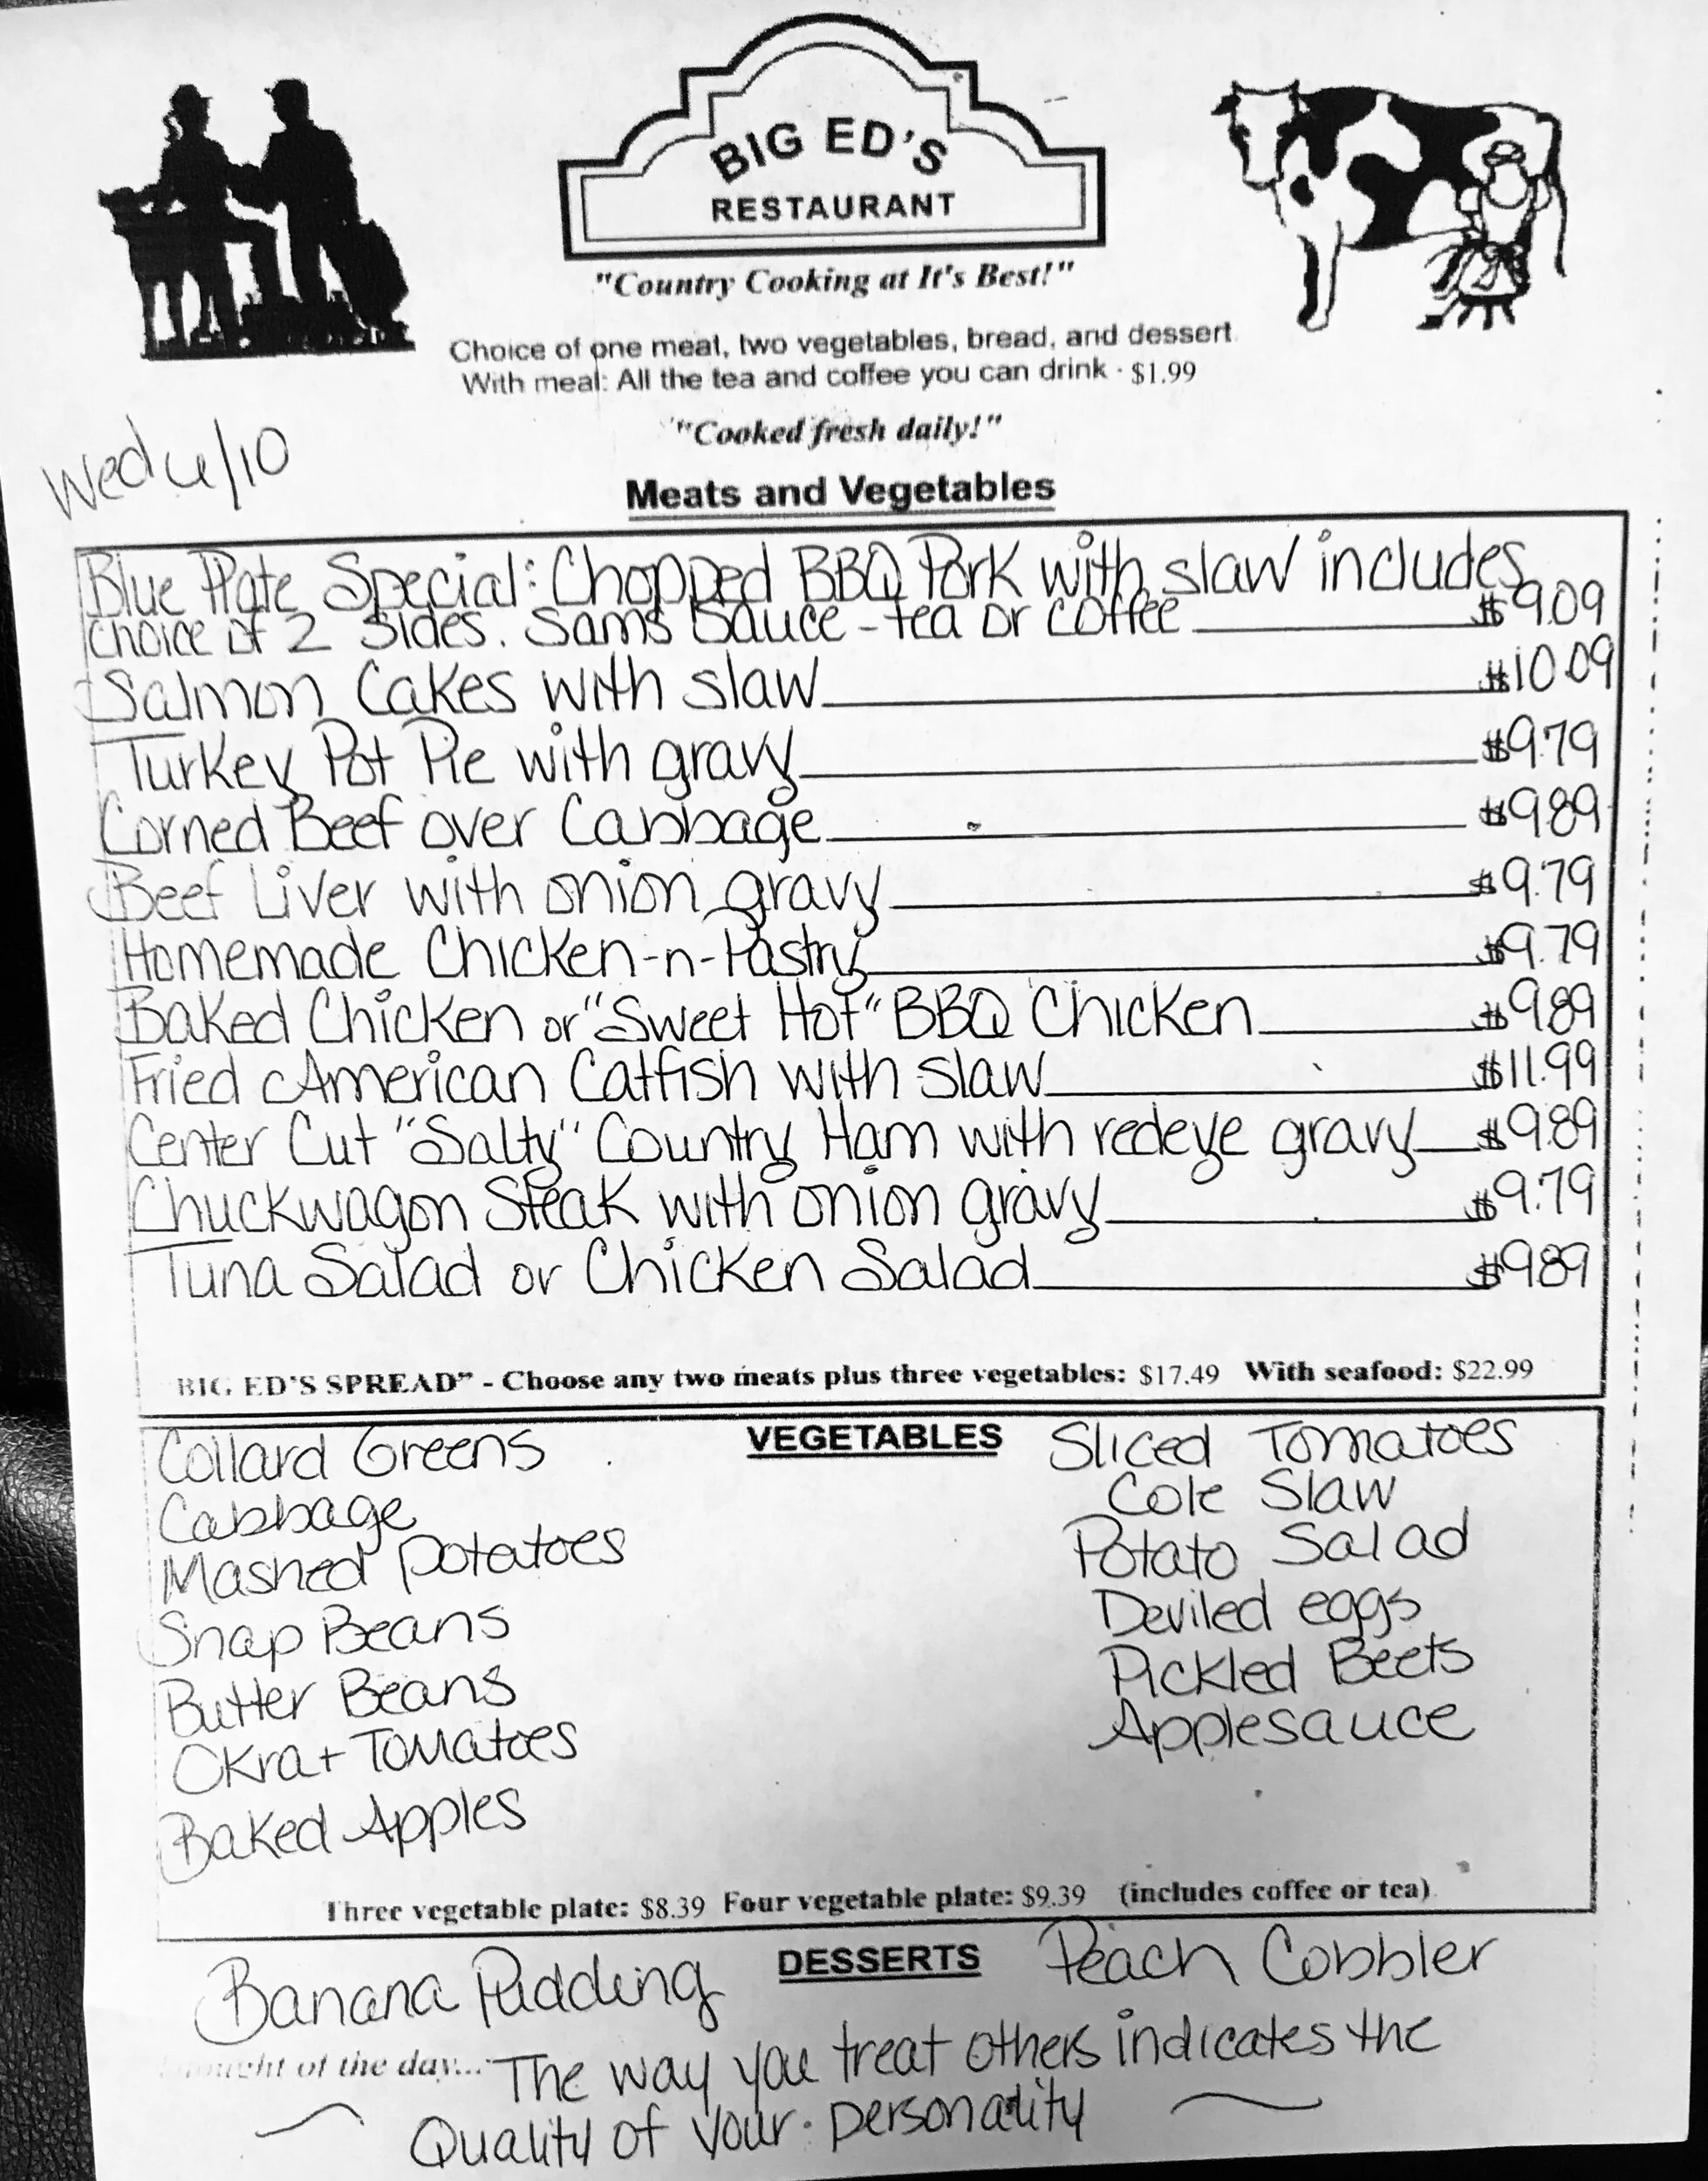 BIG ED'S
RESTAURANT
"Country Cooking at It's Best!"
Choice of one meat, two vegetables, bread, and dessert
With meal: All the tea and coffee you can drink · $1.99
"Cooked fresh daily!"
Wed 4/10
Meats and Vegetables
Blue Plate Special: Chopped BBQ Pork with slaw includes
choice of 2 sides. Sams Sauce - tea or coffee $9.09
Salmon Cakes with slaw $10.09
Turkey Pot Pie with gravy $9.79
Corned Beef over Cabbage $9.89
Beef Liver with onion gravy $9.79
Homemade Chicken-n-Pastry $9.79
Baked Chicken or "Sweet Hot" BBQ Chicken $9.89
Fried American Catfish with slaw $11.99
Center Cut "Salty" Country Ham with redeye gravy $9.89
Chuckwagon Steak with onion gravy $9.79
Tuna Salad or Chicken Salad $9.89
BIG ED'S SPREAD" - Choose any two meats plus three vegetables: $17.49 With seafood: $22.99
VEGETABLES
Collard Greens
Cabbage
Mashed Potatoes
Snap Beans
Butter Beans
Okra + Tomatoes
Baked Apples
Sliced Tomatoes
Cole Slaw
Potato Salad
Deviled eggs
Pickled Beets
Applesauce
Three vegetable plate: $8.39 Four vegetable plate: $9.39 (includes coffee or tea)
DESSERTS
Banana Pudding
Peach Cobbler
of the day... The way you treat others indicates the
Quality of your personality